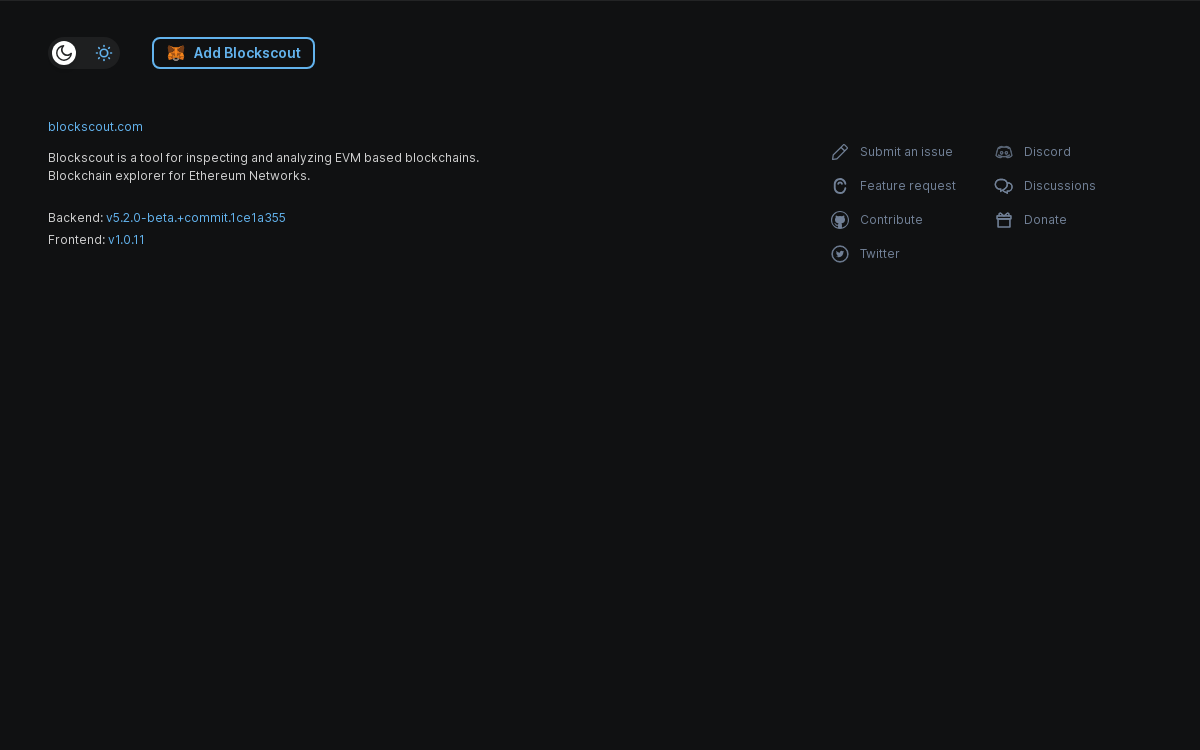 Add Blockscout
blockscout.com
Blockscout is a tool for inspecting and analyzing EVM based blockchains.
Blockchain explorer for Ethereum Networks.
Backend: v5.2.0-beta.+commit.1ce1a355
Frontend: v1.0.11
Submit an issue
Feature request
Contribute
Twitter
Discord
Discussions
Donate